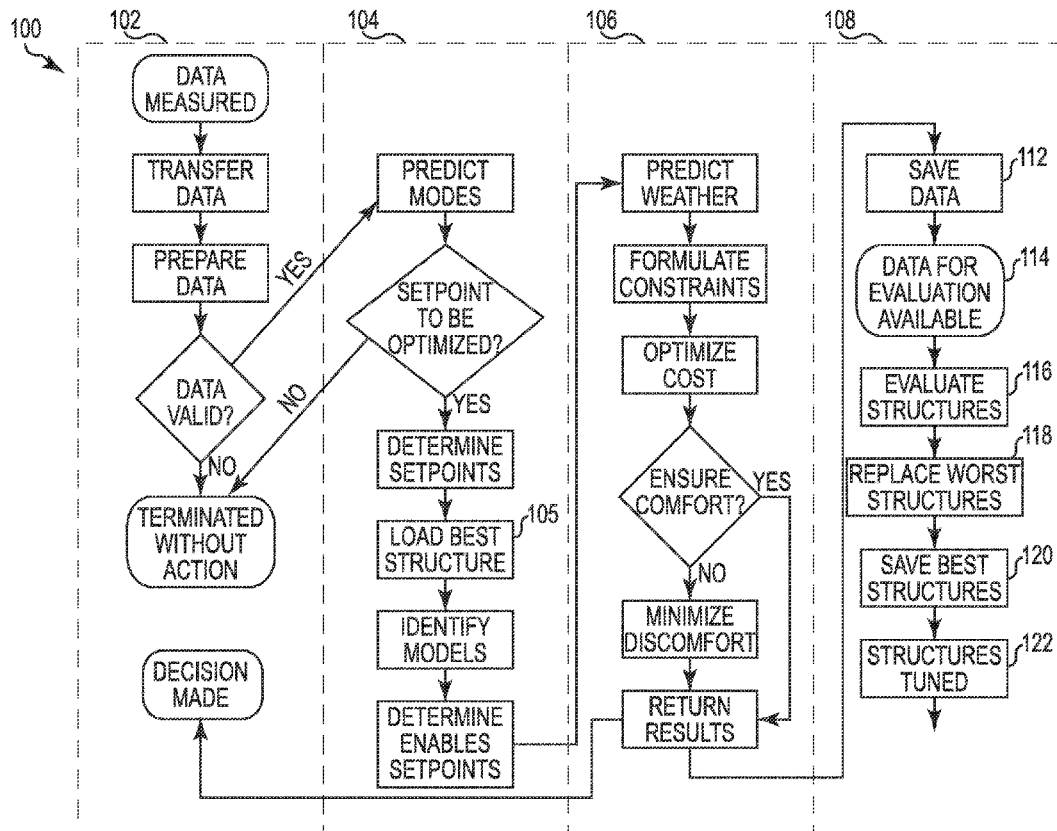 100
102
104
106
108
DATA
MEASURED
TRANSFER
DATA
PREPARE
DATA
YES
DATA
VALID?
NO
TERMINATED
WITHOUT
ACTION
DECISION
MADE
PREDICT
MODES
SETPOINT
TO BE
OPTIMIZED?
NO
YES
DETERMINE
SETPOINTS
105
LOAD BEST
STRUCTURE
IDENTIFY
MODELS
DETERMINE
ENABLES
SETPOINTS
PREDICT
WEATHER
FORMULATE
CONSTRAINTS
OPTIMIZE
COST
ENSURE
COMFORT?
YES
NO
MINIMIZE
DISCOMFORT
RETURN
RESULTS
SAVE
DATA
112
DATA FOR
EVALUATION
AVAILABLE
114
EVALUATE
STRUCTURES
116
118
REPLACE WORST
STRUCTURES
SAVE BEST
STRUCTURES
120
STRUCTURES
TUNED
122